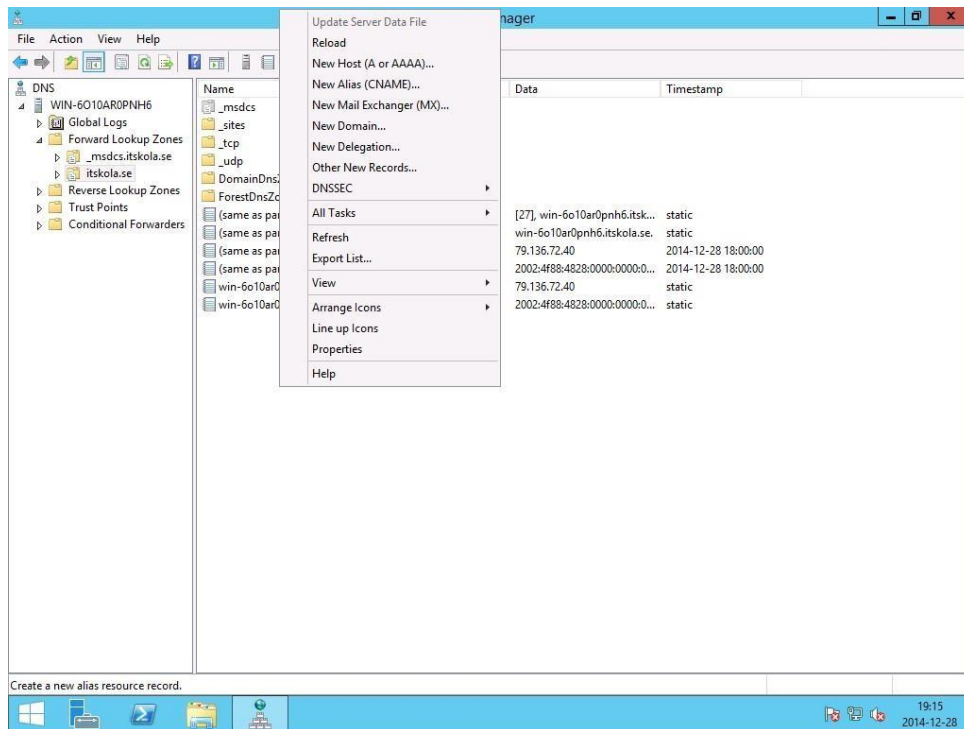 nager
File Action View Help
DNS
WIN-6O10AR0PNH6
Global Logs
Forward Lookup Zones
_msdcs.itskola.se
itskola.se
Reverse Lookup Zones
Trust Points
Conditional Forwarders
Name
_msdcs
_sites
_tcp
_udp
DomainDnsZ
ForestDnsZo
(same as par
(same as par
(same as par
(same as par
win-6o10ar0
win-6o10ar0
Update Server Data File
Reload
New Host (A or AAAA)...
New Alias (CNAME)...
New Mail Exchanger (MX)...
New Domain...
New Delegation...
Other New Records...
DNSSEC
All Tasks
Refresh
Export List...
View
Arrange Icons
Line up Icons
Properties
Help
Data Timestamp
[27], win-6o10ar0pnh6.itsk... static
win-6o10ar0pnh6.itskola.se. static
79.136.72.40 2014-12-28 18:00:00
2002:4f88:4828:0000:0000:0... 2014-12-28 18:00:00
79.136.72.40 static
2002:4f88:4828:0000:0000:0... static
Create a new alias resource record.
19:15
2014-12-28